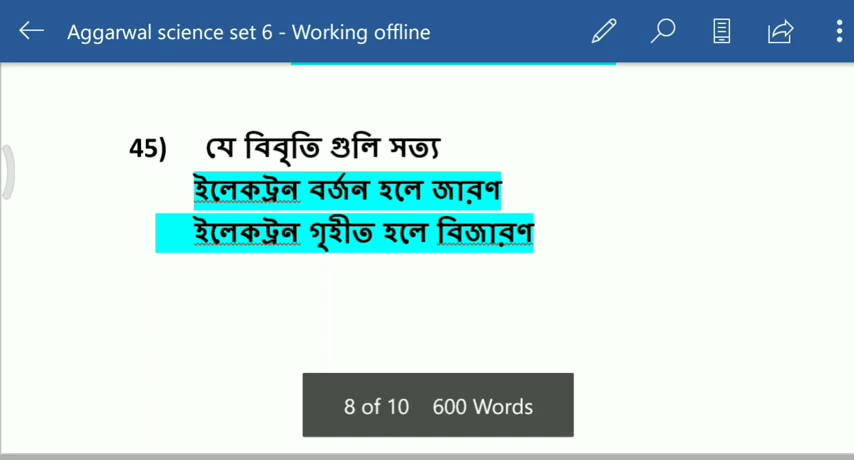 Aggarwal science set 6 - Working offline
45) যে বিবৃতি গুলি সত্য
ইলেকট্রন বর্জন হলে জারণ
ইলেকট্রন গৃহীত হলে বিজারণ
8 of 10 600 Words